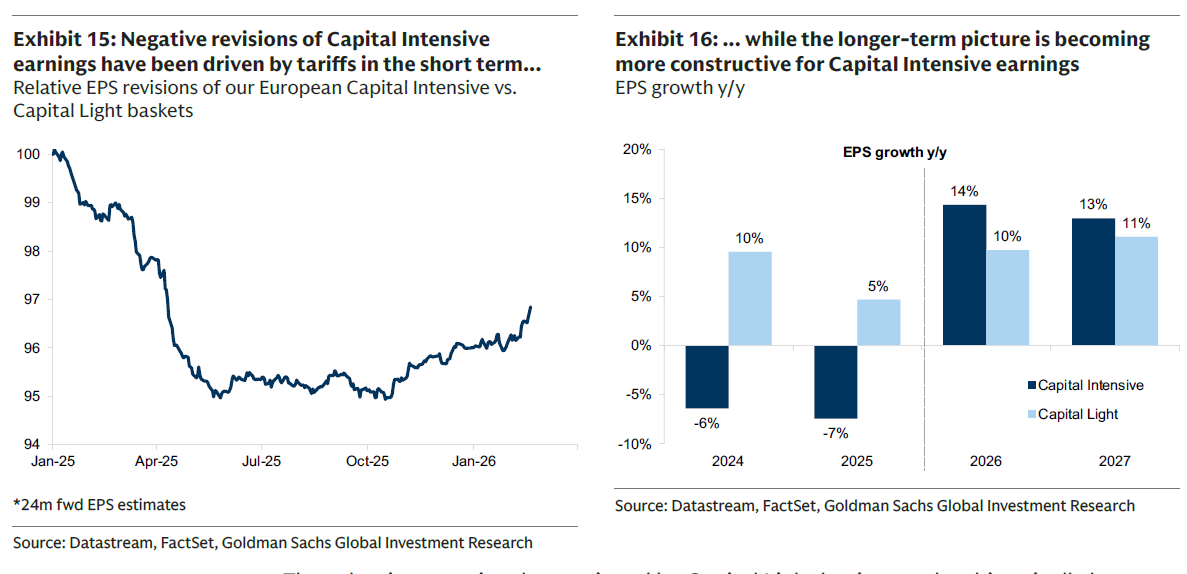 Exhibit 15: Negative revisions of Capital Intensive
earnings have been driven by tariffs in the short term...
Relative EPS revisions of our European Capital Intensive vs.
Capital Light baskets
100
99
98
97
96
95
94
Jan-25 Apr-25 Jul-25 Oct-25 Jan-26
*24m fwd EPS estimates
Source: Datastream, FactSet, Goldman Sachs Global Investment Research
Exhibit 16: ... while the longer-term picture is becoming
more constructive for Capital Intensive earnings
EPS growth y/y
EPS growth y/y
20%
15%
10%
5%
0%
-5%
-10%
10%
5%
14%
10%
13%
11%
-6%
-7%
Capital Intensive
Capital Light
2024 2025 2026 2027
Source: Datastream, FactSet, Goldman Sachs Global Investment Research